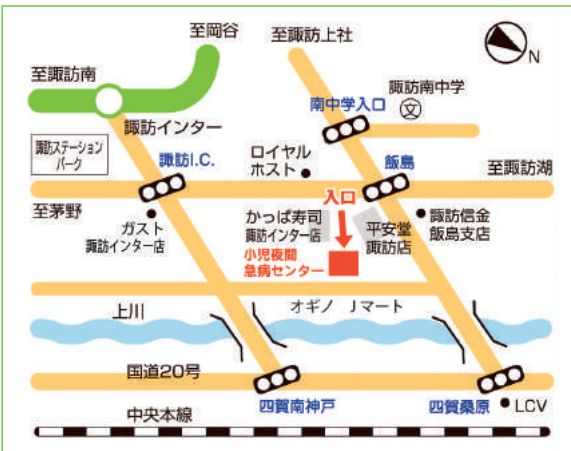 至岡谷
至諏訪上社
N
至諏訪南
諏訪南中学
南中学入口
文
諏訪インター
諏訪ステーション
パーク
諏訪I.C.
ロイヤル
ホスト
飯島
至諏訪湖
入口
至茅野
ガスト
諏訪インター店
かっぱ寿司
諏訪インター店
平安堂
諏訪店
諏訪信金
飯島支店
小児夜間
急病センター
上川
オギノ Jマート
国道20号
四賀南神戸
四賀桑原
LCV
中央本線